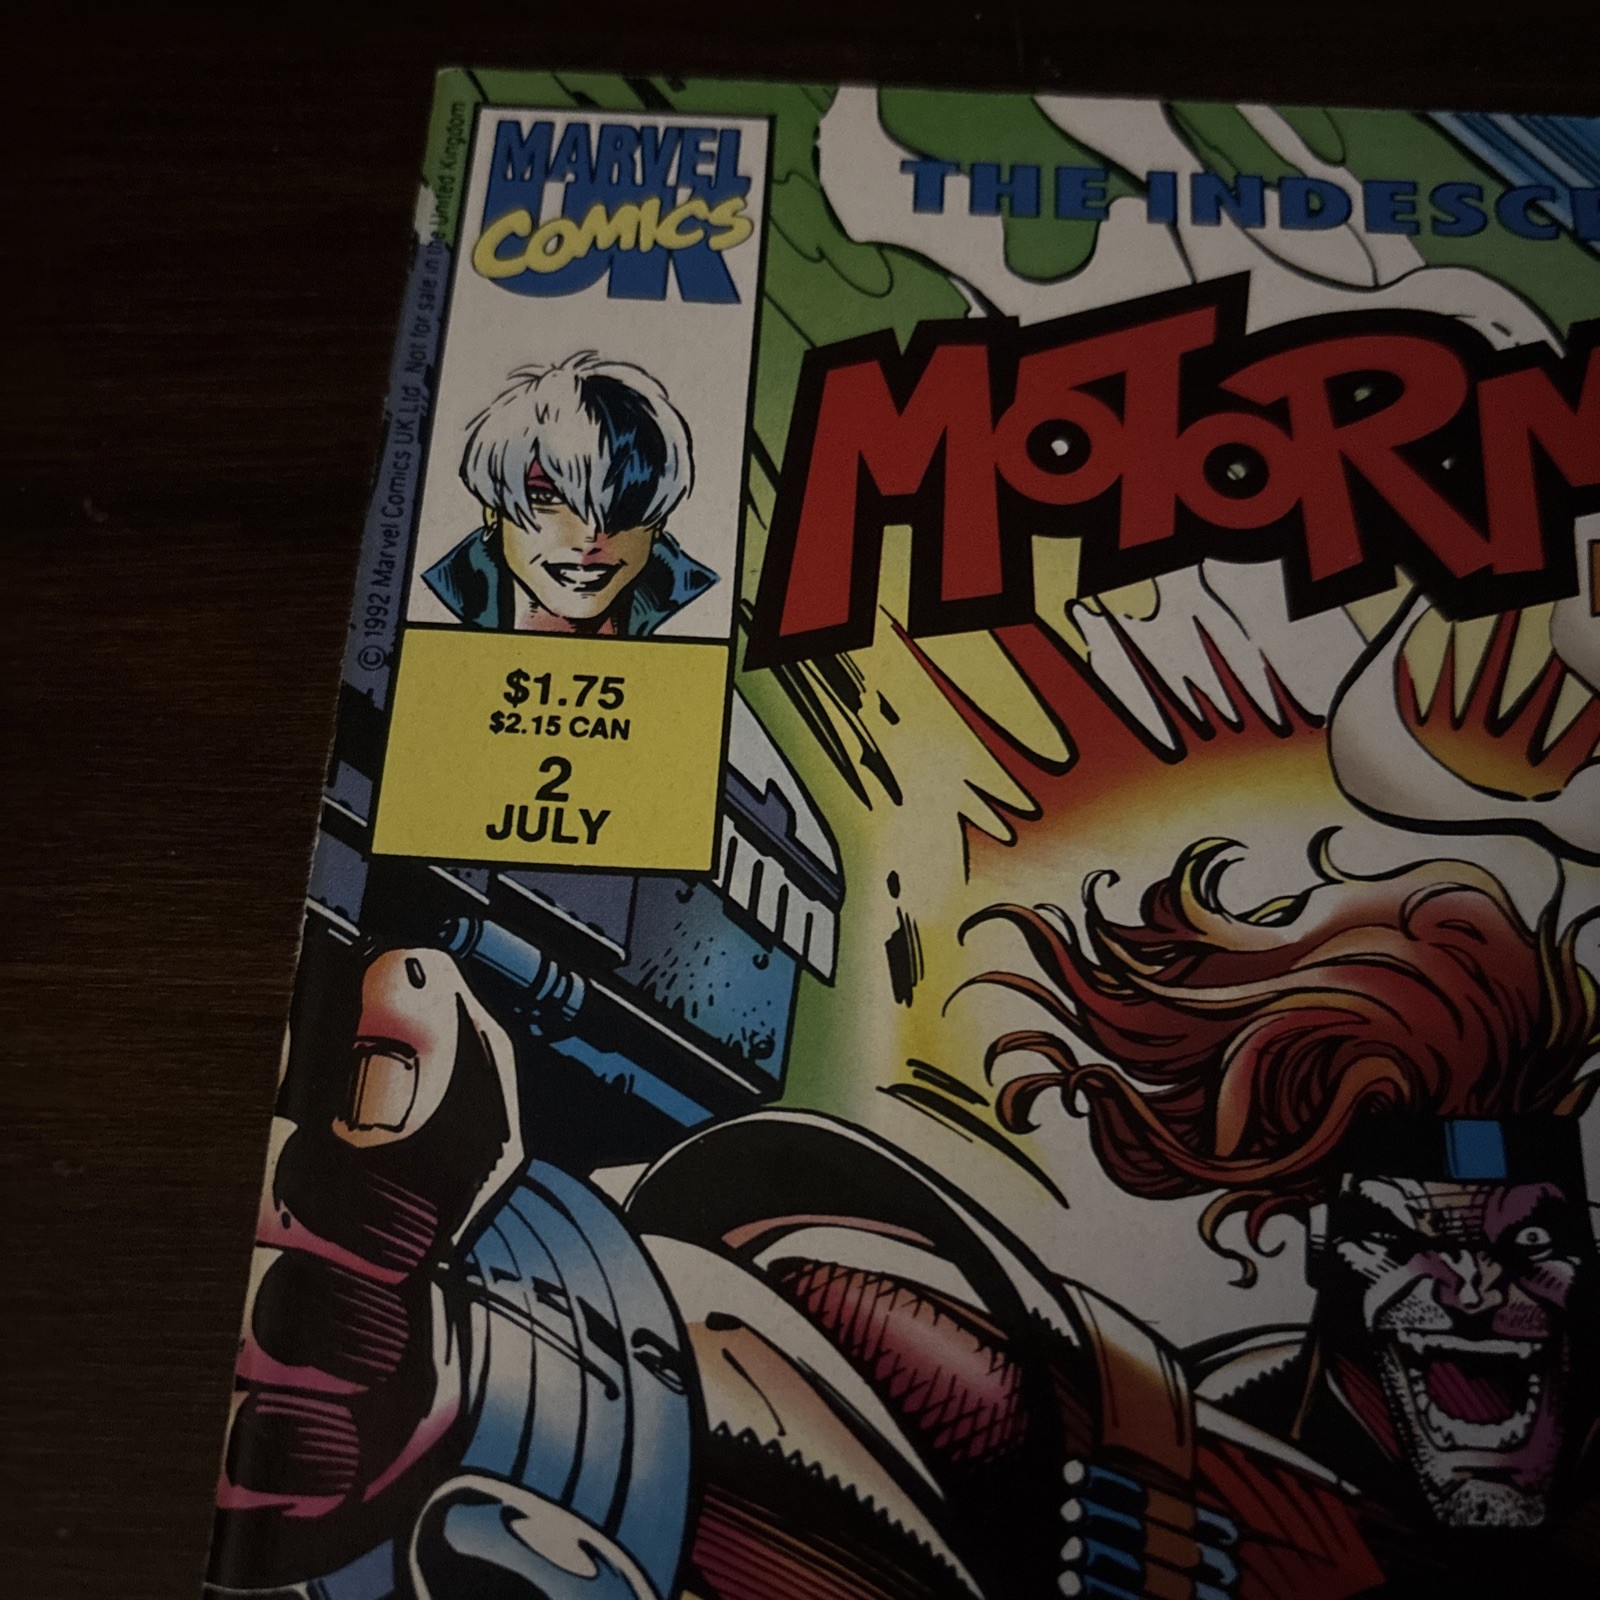 MARVEL
COMICS
UK
THE INDESC
MOTORM
$1.75
$2.15 CAN
2
JULY
© 1992 Marvel Comics UK Ltd Not for sale in the United Kingdom